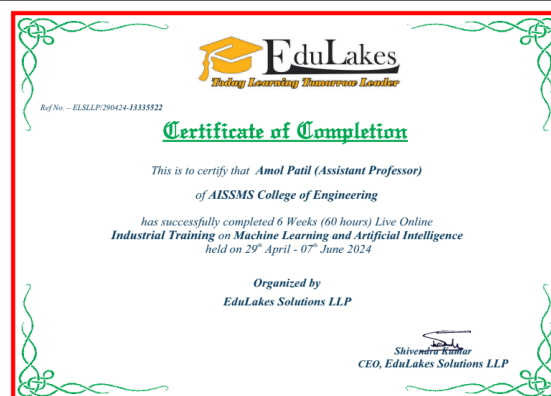 EduLakes
Today Learning Tomorrow Leader
Ref No. – ELSLLP/290424-13335522
Certificate of Completion
This is to certify that Amol Patil (Assistant Professor)
of AISSMS College of Engineering
has successfully completed 6 Weeks (60 hours) Live Online
Industrial Training on Machine Learning and Artificial Intelligence
held on 29th April - 07th June 2024
Organized by
EduLakes Solutions LLP
Shivendra Kumar
CEO, EduLakes Solutions LLP